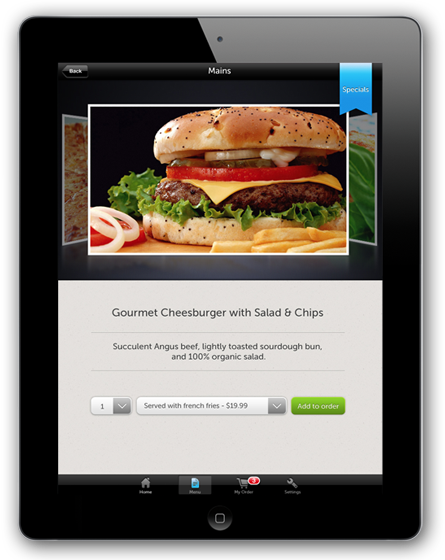 Back
Mains
Specials
Gourmet Cheesburger with Salad & Chips
Succulent Angus beef, lightly toasted sourdough bun,
and 100% organic salad.
1
Served with french fries - $19.99
Add to order
3
Home
Menu
My Order
Settings